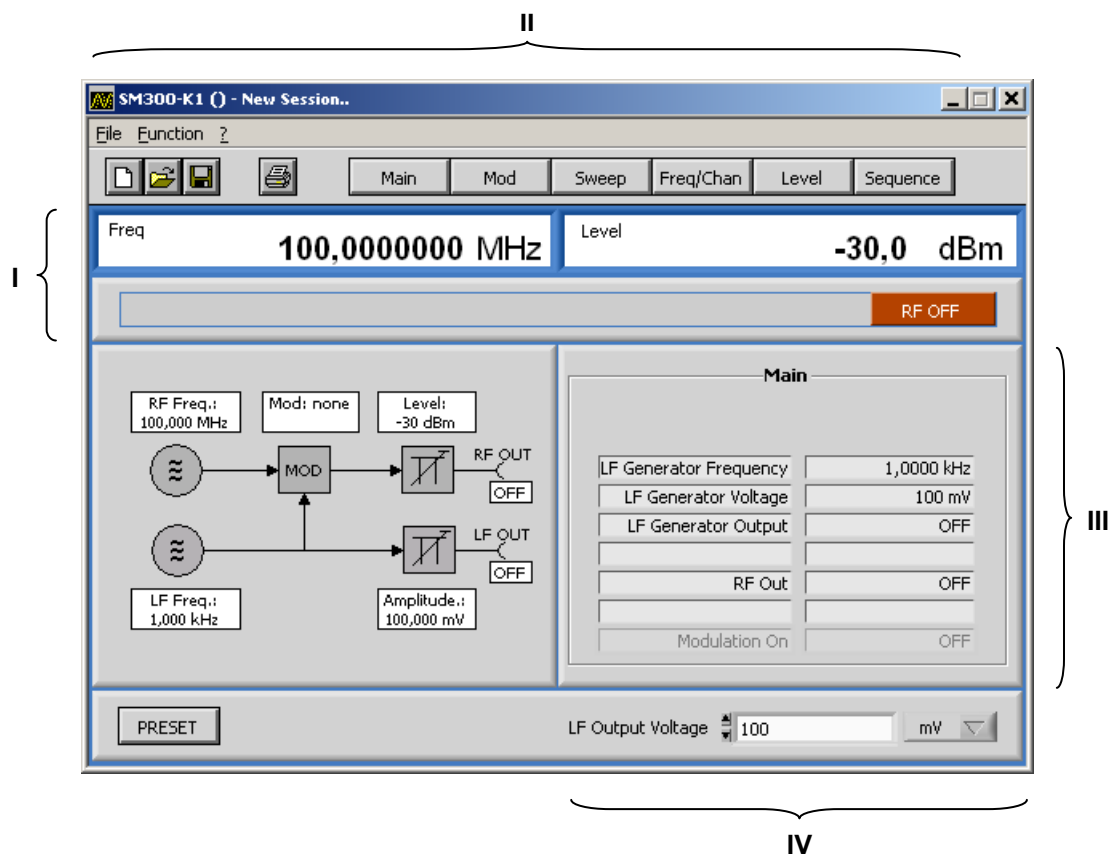 II
SM300-K1 () - New Session..
File Function ?
Main Mod Sweep Freq/Chan Level Sequence
I
Freq 100,0000000 MHz
Level -30,0 dBm
RF OFF
RF Freq.:
100,000 MHz
Mod: none
Level:
-30 dBm
MOD
RF OUT
OFF
LF OUT
OFF
LF Freq.:
1,000 kHz
Amplitude.:
100,000 mV
Main
LF Generator Frequency 1,0000 kHz
LF Generator Voltage 100 mV
LF Generator Output OFF
RF Out OFF
Modulation On OFF
III
PRESET
LF Output Voltage 100 mV
IV